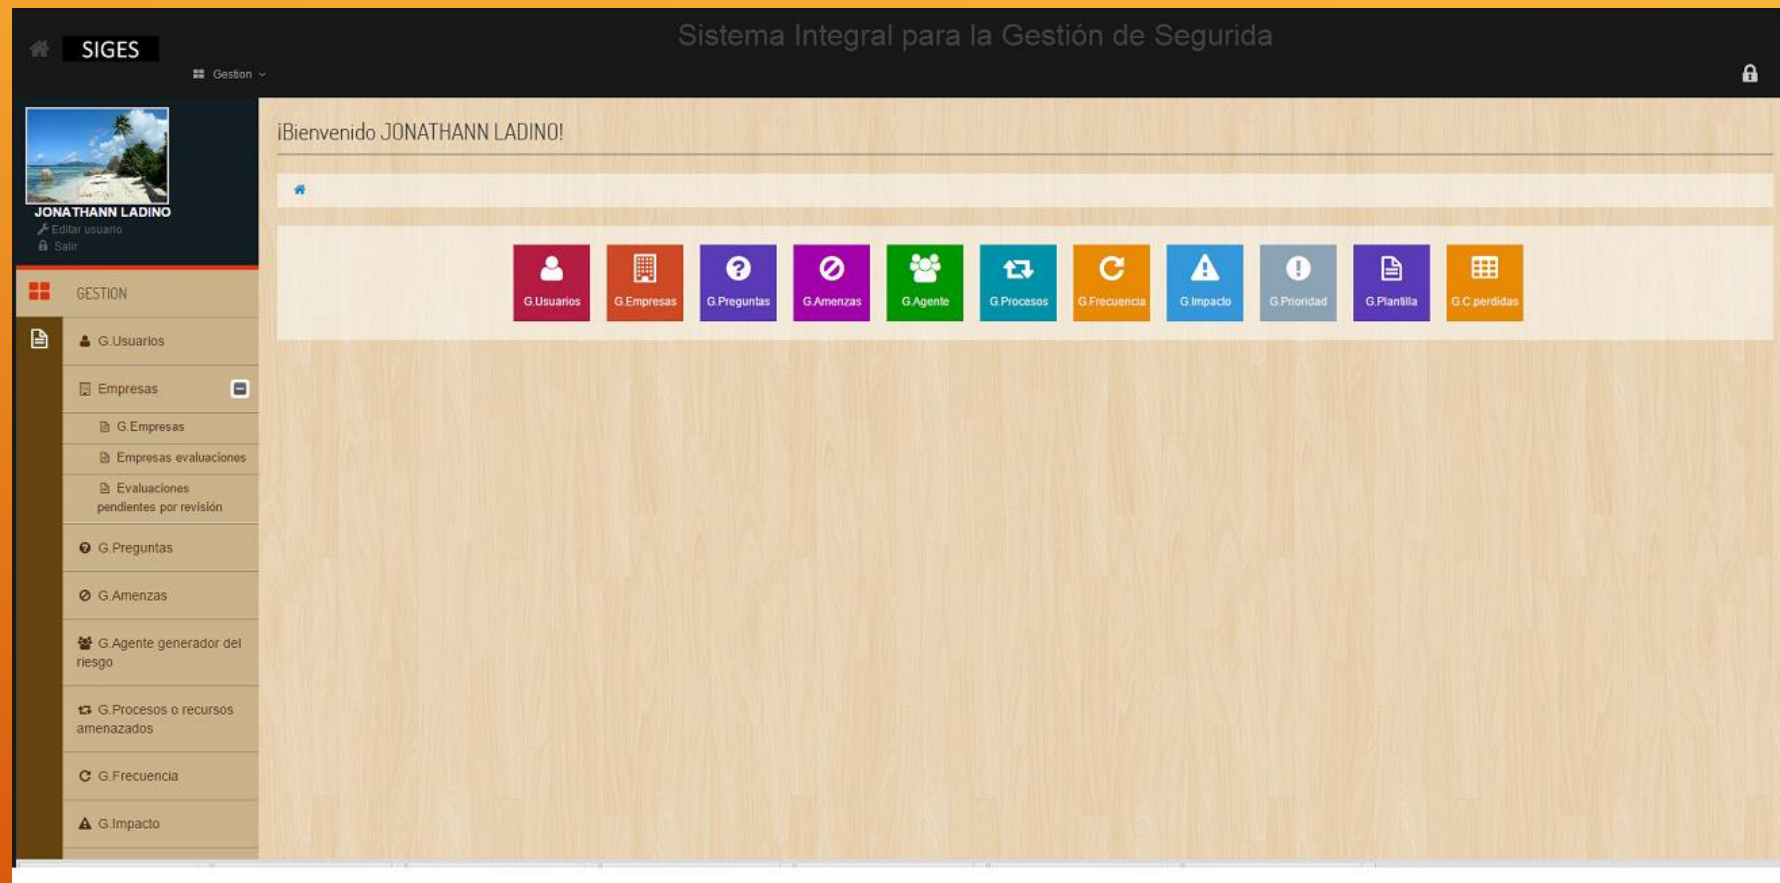 Sistema Integral para la Gestión de Segurida
SIGES
Gestion
¡Bienvenido JONATHANN LADINO!
JONATHANN LADINO
Editar usuario
Salir
G.Usuarios
G.Empresas
G.Preguntas
G.Amenzas
G.Agente
G.Procesos
G.Frecuencia
G.Impacto
G.Prioridad
G.Plantilla
G.C.perdidas
GESTION
G.Usuarios
Empresas
G.Empresas
Empresas evaluaciones
Evaluaciones
pendientes por revisión
G.Preguntas
G.Amenzas
G.Agente generador del
riesgo
G.Procesos o recursos
amenazados
G.Frecuencia
G.Impacto